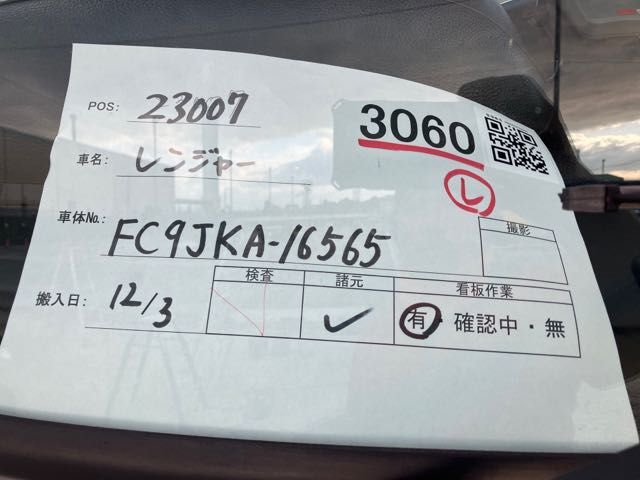 POS: 23007
3060
車名: レンジャー
レ
車体No.: FC9JKA-16565
撮影
検査 諸元 看板作業
搬入日: 12/3 ✓ 有・確認中・無